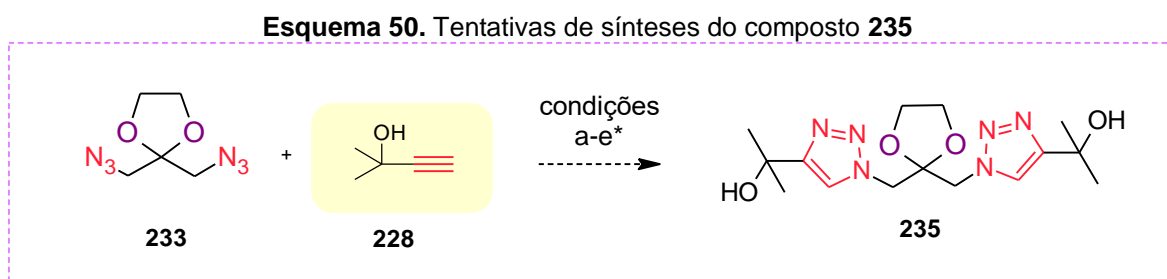 Esquema 50. Tentativas de sínteses do composto 235
O O
N3 N3
233
+
OH
228
condições
a-e*
N N N
HO
O O
N N N
OH
235